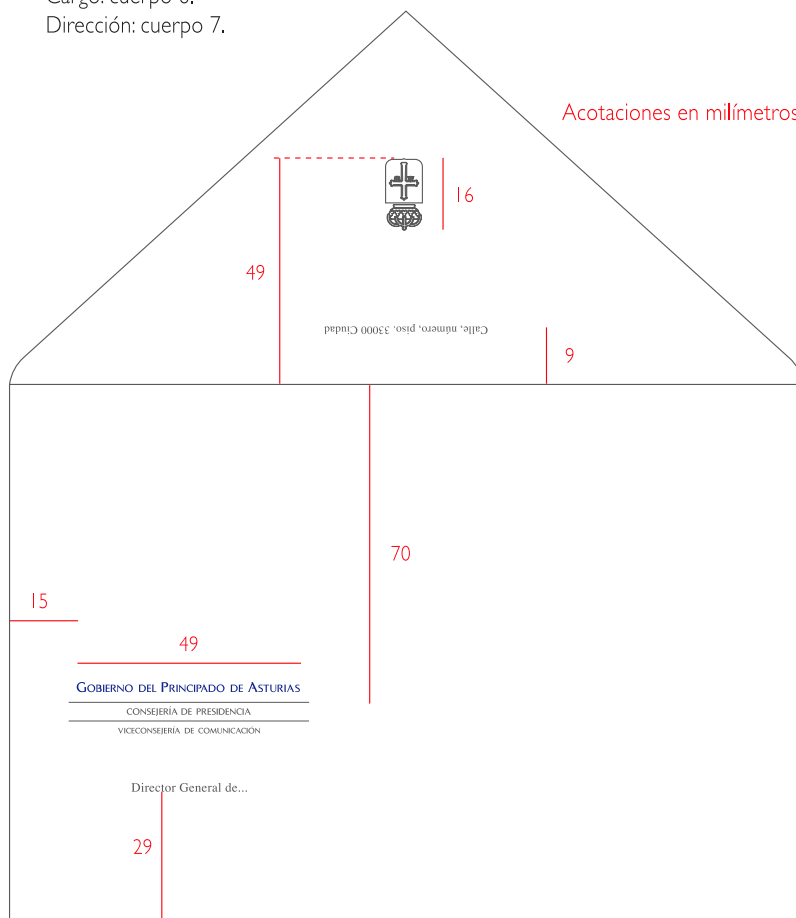 Cargo: cuerpo
Dirección: cuerpo 7.
Acotaciones en milímetros
16
49
Calle, número, piso. 33000 Ciudad
9
70
15
49
GOBIERNO DEL PRINCIPADO DE ASTURIAS
CONSEJERÍA DE PRESIDENCIA
VICECONSEJERÍA DE COMUNICACIÓN
Director General de...
29